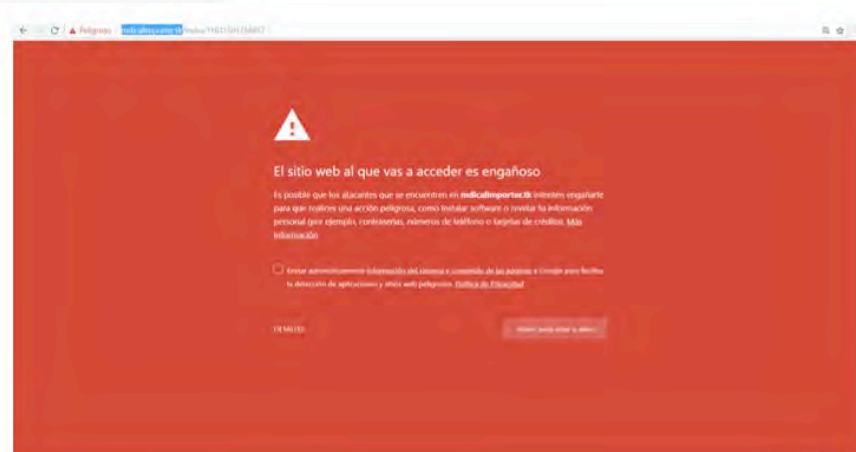 Peligroso
El sitio web al que vas a acceder es engañoso
Es posible que los atacantes que se encuentren en mdicalimporter.tk intenten engañarte
para que realices una acción peligrosa, como instalar software o revelar tu información
personal (por ejemplo, contraseñas, números de teléfono o tarjetas de crédito). Más
información
Enviar automáticamente información del sistema y contenido de las páginas a Google para facilitar
la detección de aplicaciones y sitios web peligrosos. Política de Privacidad
DETALLES